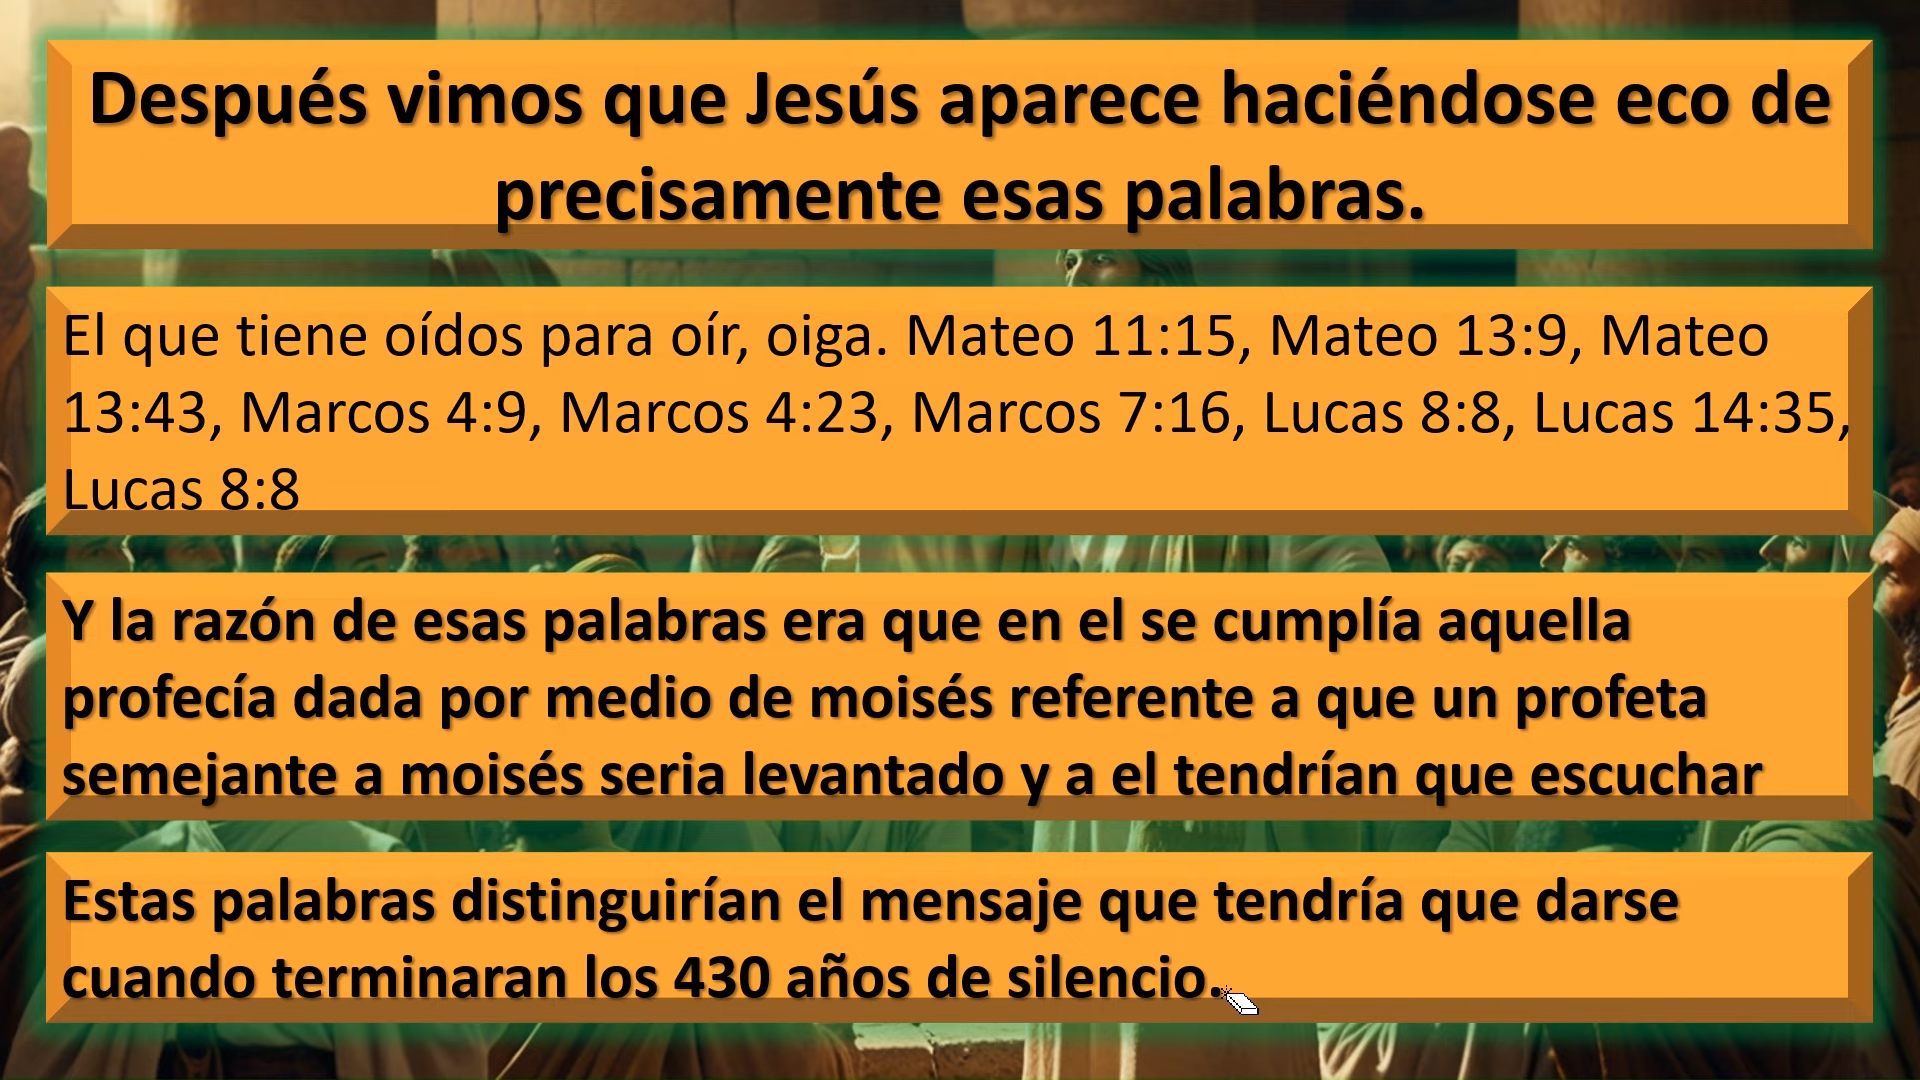 Después vimos que Jesús aparece haciéndose eco de
precisamente esas palabras.
El que tiene oídos para oír, oiga. Mateo 11:15, Mateo 13:9, Mateo
13:43, Marcos 4:9, Marcos 4:23, Marcos 7:16, Lucas 8:8, Lucas 14:35,
Lucas 8:8
Y la razón de esas palabras era que en el se cumplía aquella
profecía dada por medio de moisés referente a que un profeta
semejante a moisés seria levantado y a el tendrían que escuchar
Estas palabras distinguirían el mensaje que tendría que darse
cuando terminaran los 430 años de silencio.